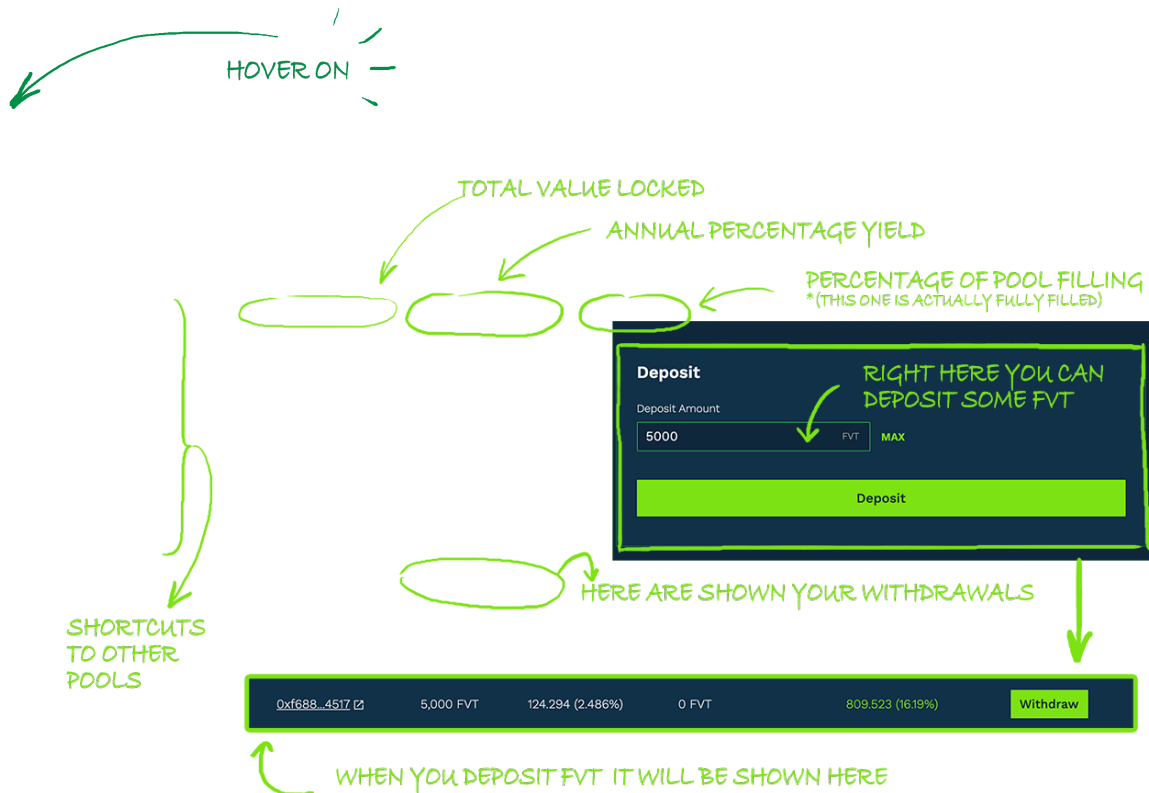 HOVER ON
TOTAL VALUE LOCKED
ANNUAL PERCENTAGE YIELD
PERCENTAGE OF POOL FILLING
*(THIS ONE IS ACTUALLY FULLY FILLED)
Deposit
RIGHT HERE YOU CAN
DEPOSIT SOME FVT
Deposit Amount
5000 FVT MAX
Deposit
HERE ARE SHOWN YOUR WITHDRAWALS
SHORTCUTS
TO OTHER
POOLS
0xf688...4517 5,000 FVT 124.294 (2.486%) 0 FVT 809.523 (16.19%) Withdraw
WHEN YOU DEPOSIT FVT IT WILL BE SHOWN HERE